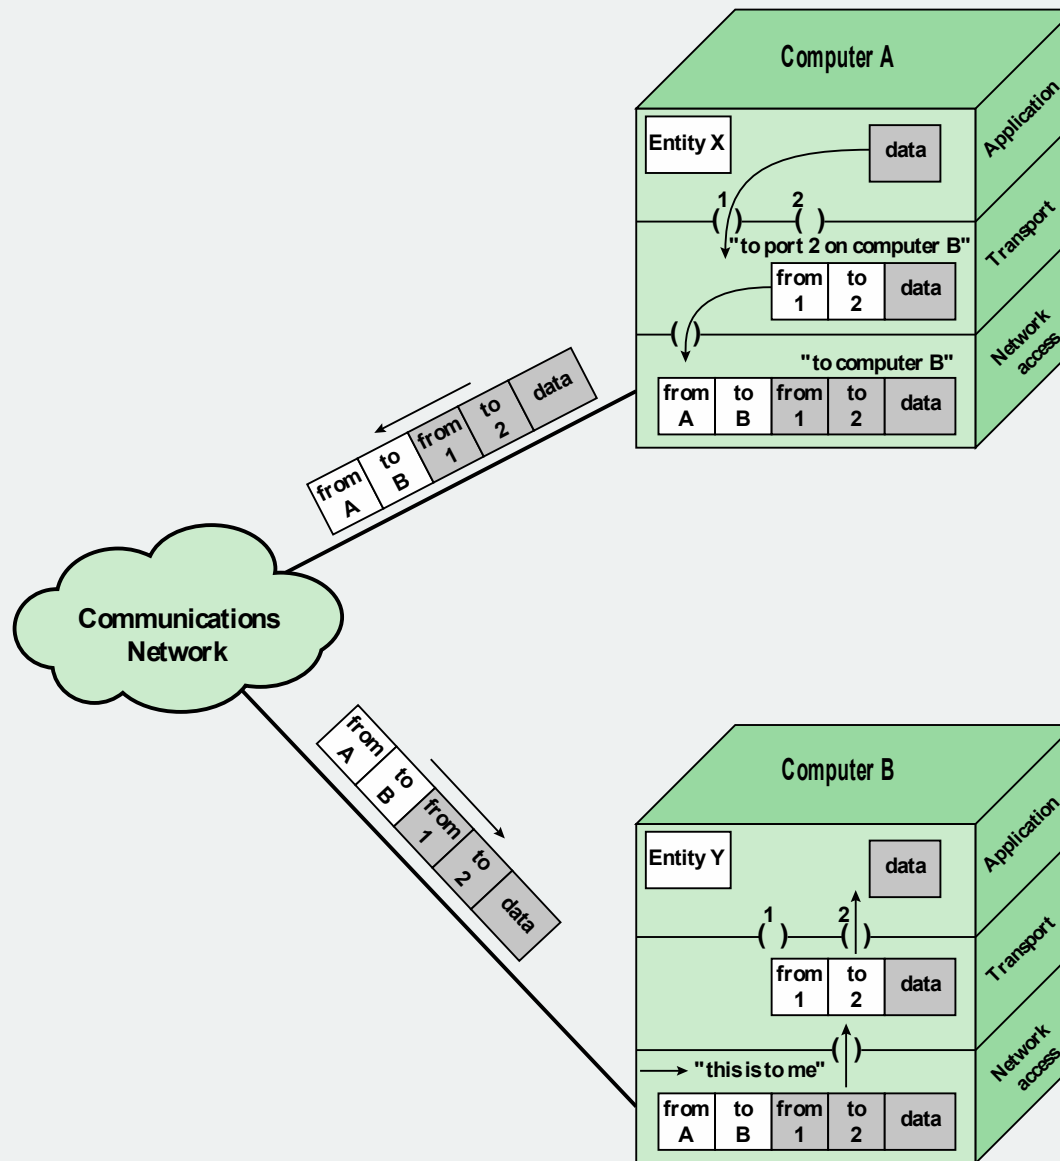 Computer A
Application
Entity X
data
1
2
Transport
"to port 2 on computer B"
from 1
to 2
data
Network access
"to computer B"
from A
to B
from 1
to 2
data
from A
to B
from 1
to 2
data
Communications
Network
from A
to B
from 1
to 2
data
Computer B
Application
Entity Y
data
1
2
Transport
from 1
to 2
data
Network access
"this is to me"
from A
to B
from 1
to 2
data